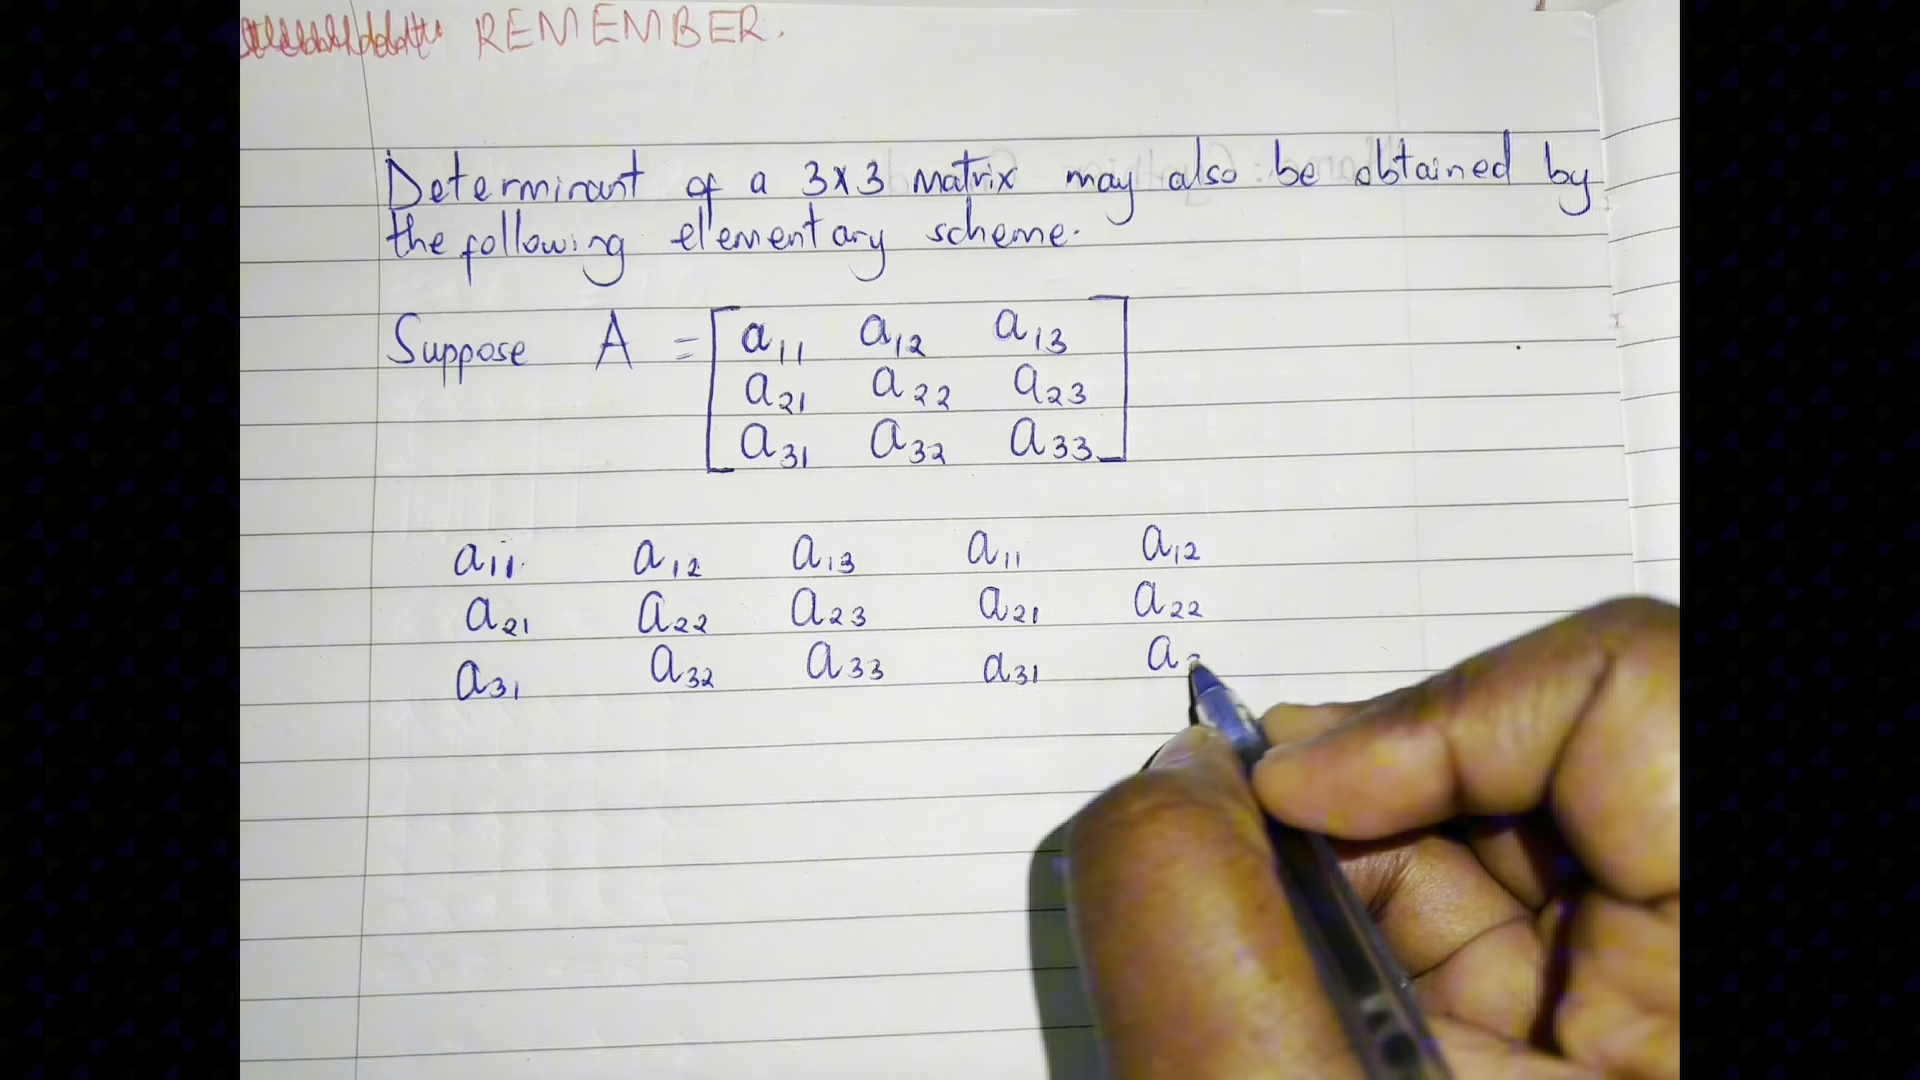 REMEMBER.
Determinant of a 3x3 matrix may also be obtained by
the following elementary scheme.
Suppose A = [a11 a12 a13
a21 a22 a23
a31 a32 a33]
a11 a12 a13 a11 a12
a21 a22 a23 a21 a22
a31 a32 a33 a31 a3